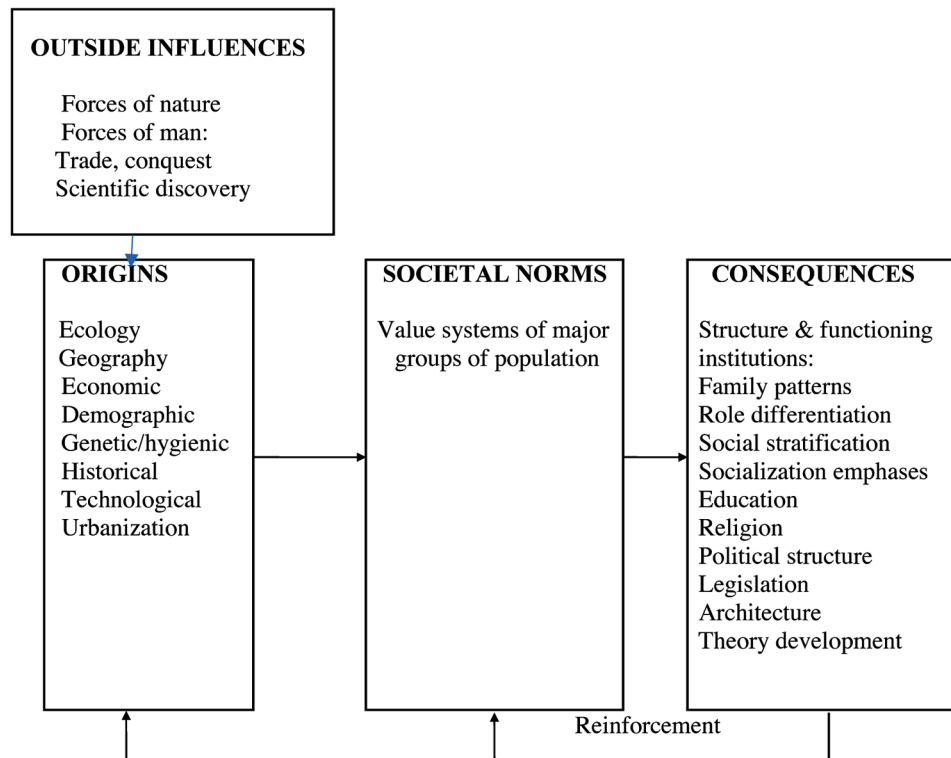 OUTSIDE INFLUENCES
Forces of nature
Forces of man:
Trade, conquest
Scientific discovery
ORIGINS
Ecology
Geography
Economic
Demographic
Genetic/hygienic
Historical
Technological
Urbanization
SOCIETAL NORMS
Value systems of major
groups of population
CONSEQUENCES
Structure & functioning
institutions:
Family patterns
Role differentiation
Social stratification
Socialization emphases
Education
Religion
Political structure
Legislation
Architecture
Theory development
Reinforcement